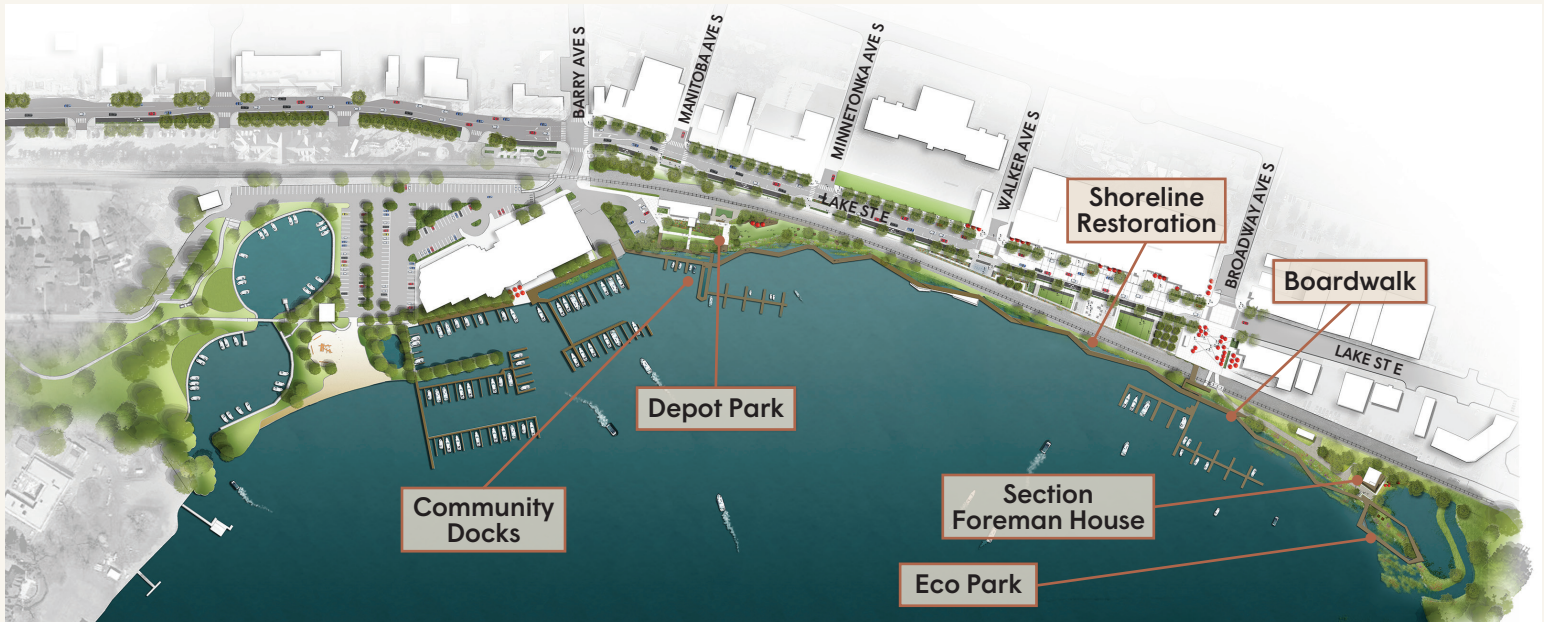 BARRY AVE S
MANITOBA AVE S
MINNETONKA AVE S
WALKER AVE S
BROADWAY AVE S
LAKE ST E
Shoreline
Restoration
Boardwalk
LAKE ST E
Depot Park
Community
Docks
Section
Foreman House
Eco Park